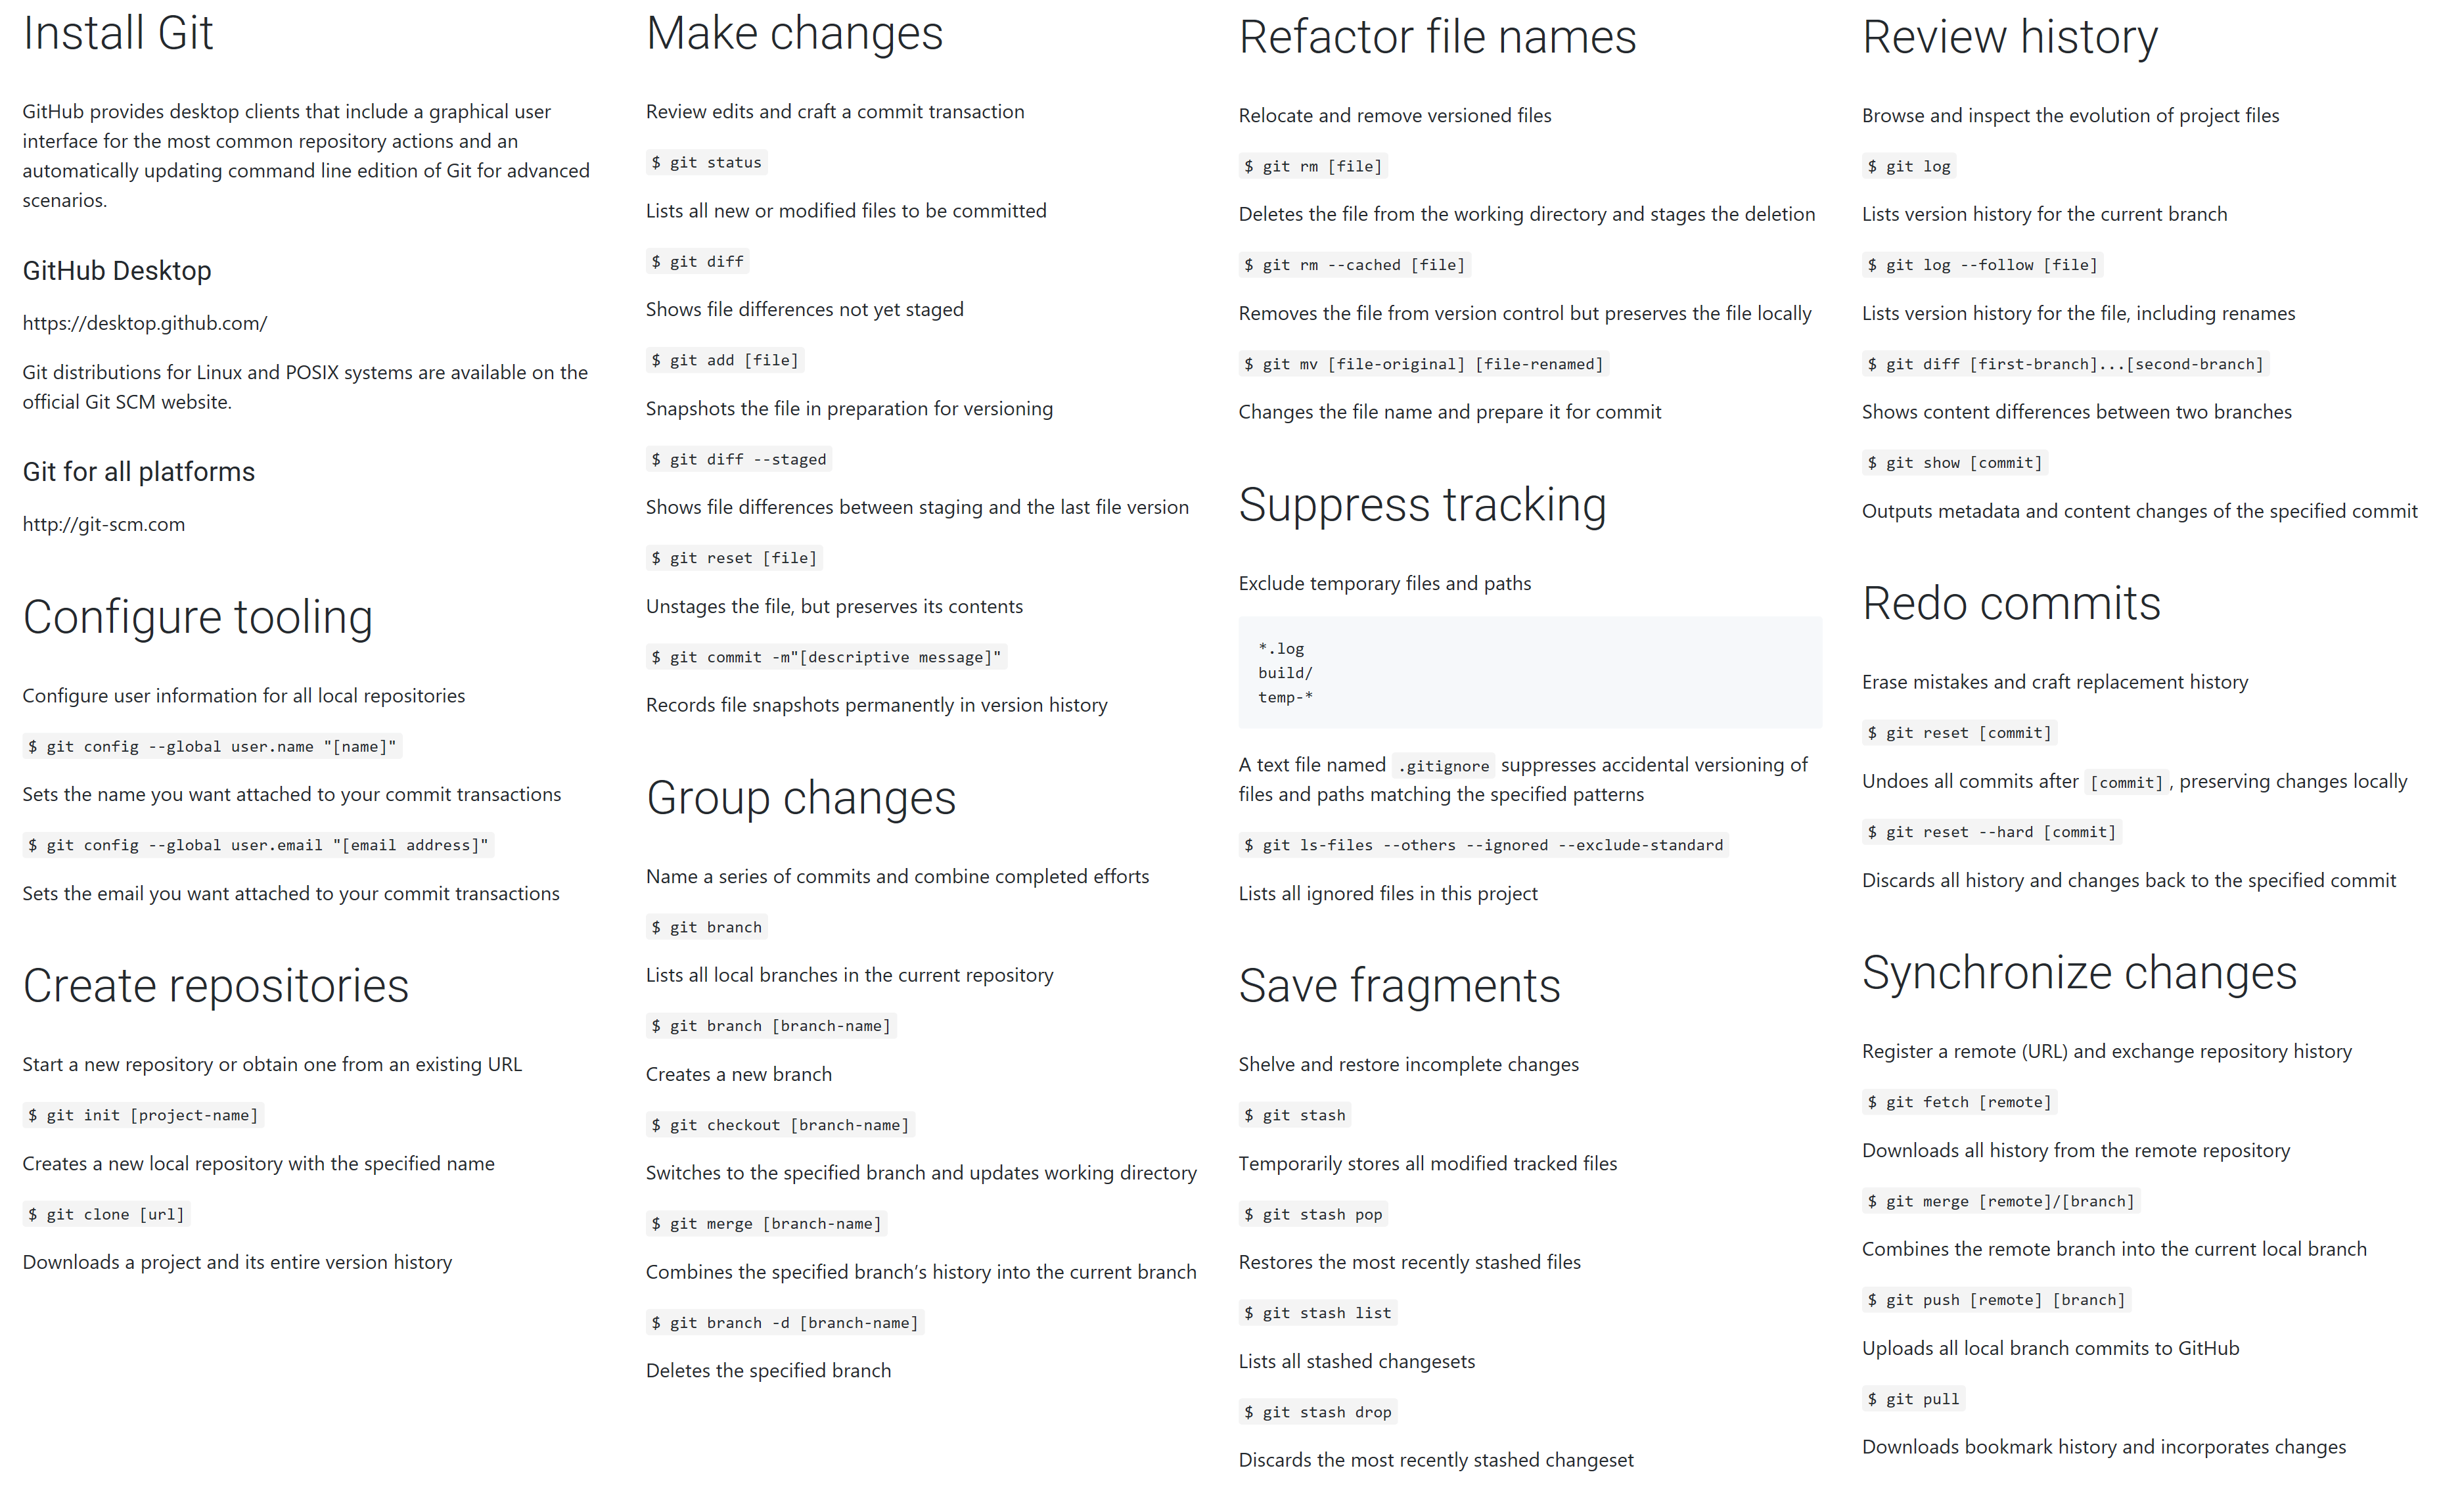 Install Git
GitHub provides desktop clients that include a graphical user
interface for the most common repository actions and an
automatically updating command line edition of Git for advanced
scenarios.
GitHub Desktop
https://desktop.github.com/
Git distributions for Linux and POSIX systems are available on the
official Git SCM website.
Git for all platforms
http://git-scm.com
Configure tooling
Configure user information for all local repositories
$ git config --global user.name "[name]"
Sets the name you want attached to your commit transactions
$ git config --global user.email "[email address]"
Sets the email you want attached to your commit transactions
Create repositories
Start a new repository or obtain one from an existing URL
$ git init [project-name]
Creates a new local repository with the specified name
$ git clone [url]
Downloads a project and its entire version history
Make changes
Review edits and craft a commit transaction
$ git status
Lists all new or modified files to be committed
$ git diff
Shows file differences not yet staged
$ git add [file]
Snapshots the file in preparation for versioning
$ git diff --staged
Shows file differences between staging and the last file version
$ git reset [file]
Unstages the file, but preserves its contents
$ git commit -m"[descriptive message]"
Records file snapshots permanently in version history
Group changes
Name a series of commits and combine completed efforts
$ git branch
Lists all local branches in the current repository
$ git branch [branch-name]
Creates a new branch
$ git checkout [branch-name]
Switches to the specified branch and updates working directory
$ git merge [branch-name]
Combines the specified branch’s history into the current branch
$ git branch -d [branch-name]
Deletes the specified branch
Refactor file names
Relocate and remove versioned files
$ git rm [file]
Deletes the file from the working directory and stages the deletion
$ git rm --cached [file]
Removes the file from version control but preserves the file locally
$ git mv [file-original] [file-renamed]
Changes the file name and prepare it for commit
Suppress tracking
Exclude temporary files and paths
*.log
build/
temp-*
A text file named .gitignore suppresses accidental versioning of
files and paths matching the specified patterns
$ git ls-files --others --ignored --exclude-standard
Lists all ignored files in this project
Save fragments
Shelve and restore incomplete changes
$ git stash
Temporarily stores all modified tracked files
$ git stash pop
Restores the most recently stashed files
$ git stash list
Lists all stashed changesets
$ git stash drop
Discards the most recently stashed changeset
Review history
Browse and inspect the evolution of project files
$ git log
Lists version history for the current branch
$ git log --follow [file]
Lists version history for the file, including renames
$ git diff [first-branch]...[second-branch]
Shows content differences between two branches
$ git show [commit]
Outputs metadata and content changes of the specified commit
Redo commits
Erase mistakes and craft replacement history
$ git reset [commit]
Undoes all commits after [commit], preserving changes locally
$ git reset --hard [commit]
Discards all history and changes back to the specified commit
Synchronize changes
Register a remote (URL) and exchange repository history
$ git fetch [remote]
Downloads all history from the remote repository
$ git merge [remote]/[branch]
Combines the remote branch into the current local branch
$ git push [remote] [branch]
Uploads all local branch commits to GitHub
$ git pull
Downloads bookmark history and incorporates changes